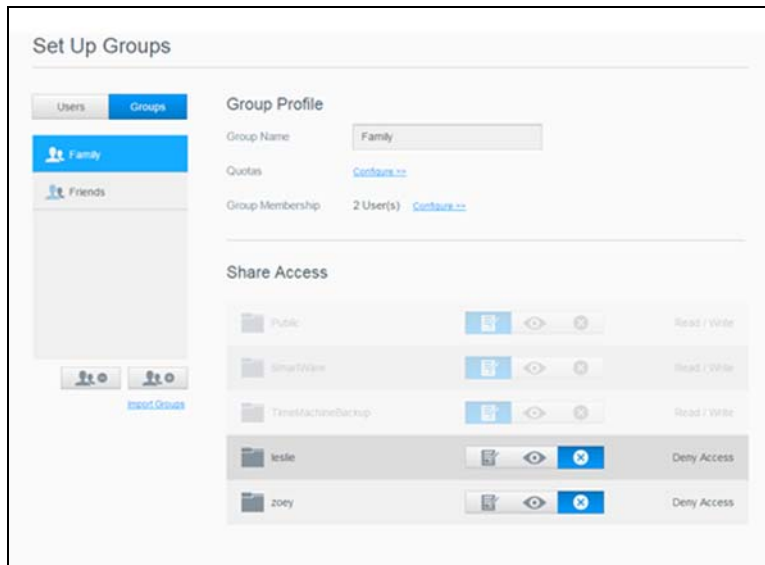 Set Up Groups
Users Groups
Family
Friends
Import Groups
Group Profile
Group Name Family
Quotas Configure >>
Group Membership 2 User(s) Configure >>
Share Access
Public Read / Write
SmartWare Read / Write
TimeMachineBackup Read / Write
leslie Deny Access
zoey Deny Access